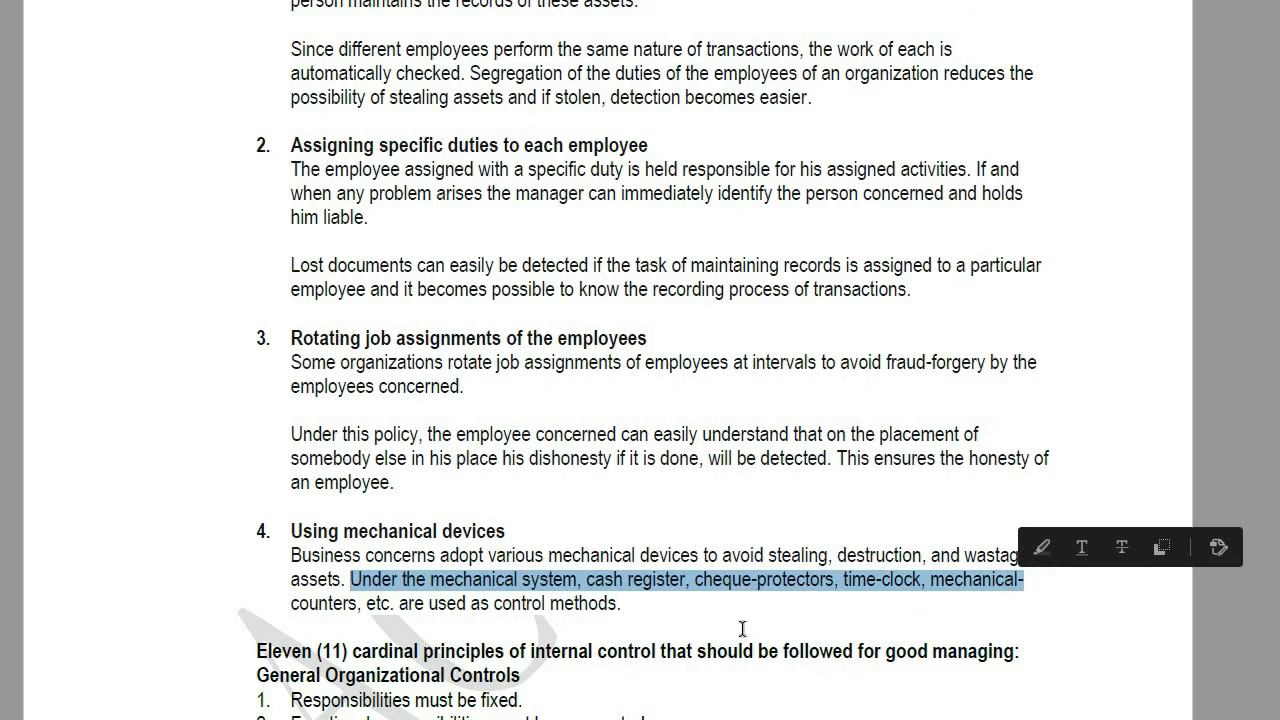 person maintains the records of these assets.
Since different employees perform the same nature of transactions, the work of each is
automatically checked. Segregation of the duties of the employees of an organization reduces the
possibility of stealing assets and if stolen, detection becomes easier.
2. Assigning specific duties to each employee
The employee assigned with a specific duty is held responsible for his assigned activities. If and
when any problem arises the manager can immediately identify the person concerned and holds
him liable.
Lost documents can easily be detected if the task of maintaining records is assigned to a particular
employee and it becomes possible to know the recording process of transactions.
3. Rotating job assignments of the employees
Some organizations rotate job assignments of employees at intervals to avoid fraud-forgery by the
employees concerned.
Under this policy, the employee concerned can easily understand that on the placement of
somebody else in his place his dishonesty if it is done, will be detected. This ensures the honesty of
an employee.
4. Using mechanical devices
Business concerns adopt various mechanical devices to avoid stealing, destruction, and wastag
assets. Under the mechanical system, cash register, cheque-protectors, time-clock, mechanical-
counters, etc. are used as control methods.
Eleven (11) cardinal principles of internal control that should be followed for good managing:
General Organizational Controls
1. Responsibilities must be fixed.